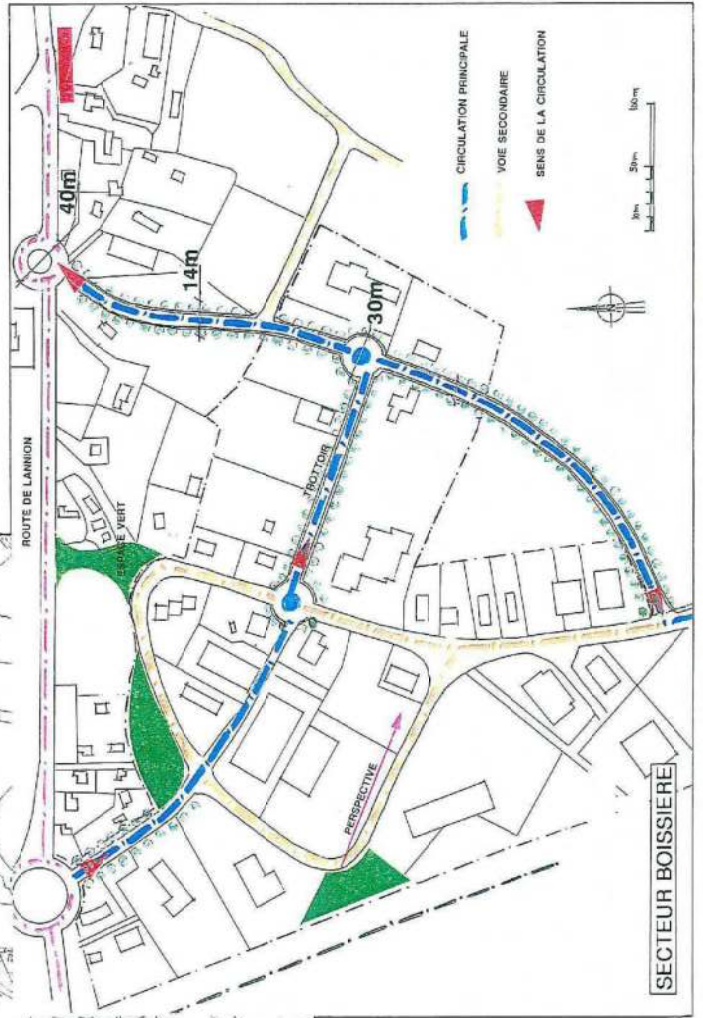 ROUTE DE LANNION
40m
ESPACE VERT
14m
TROTTOIR
30m
PERSPECTIVE
CIRCULATION PRINCIPALE
VOIE SECONDAIRE
SENS DE LA CIRCULATION
10m 50m 100m
N
SECTEUR BOISSIERE